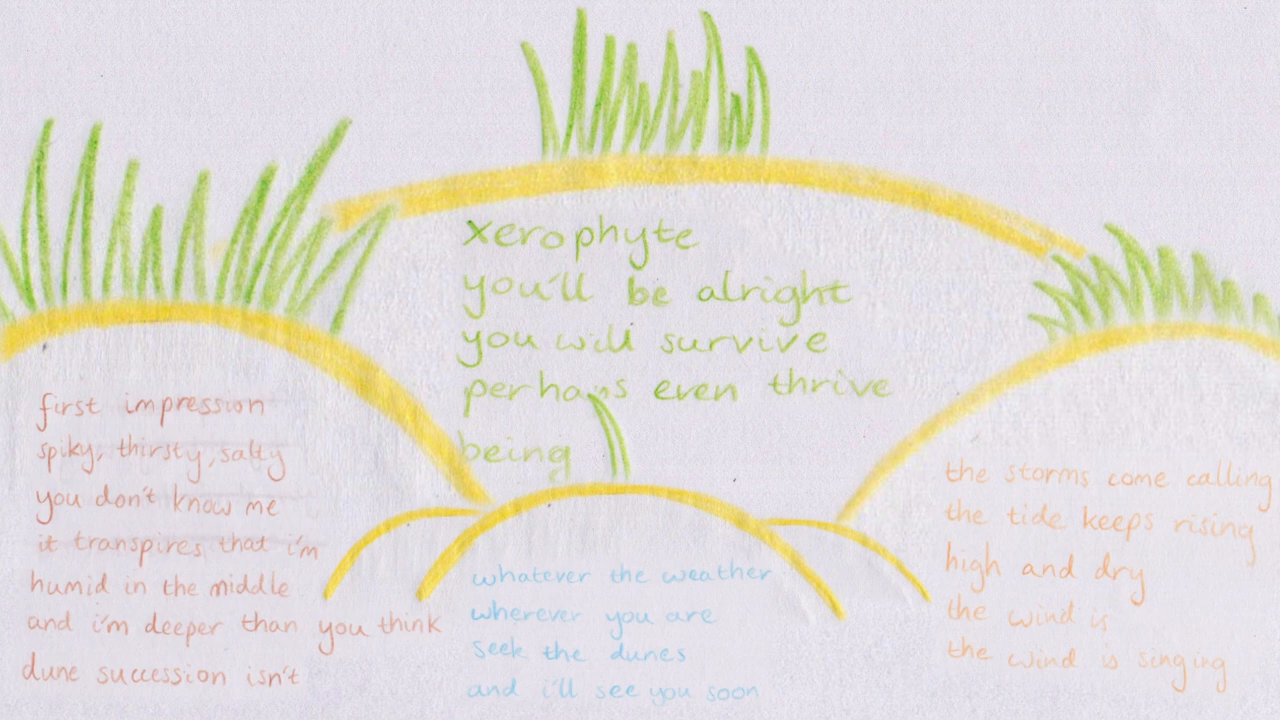 xerophyte
you'll be alright
you will survive
perhaps even thrive
being
first impression
spiky, thirsty, salty
you don't know me
it transpires that i'm
humid in the middle
and i'm deeper than you think
dune succession isn't
whatever the weather
wherever you are
seek the dunes
and i'll see you soon
the storms come calling
the tide keeps rising
high and dry
the wind is
the wind is singing